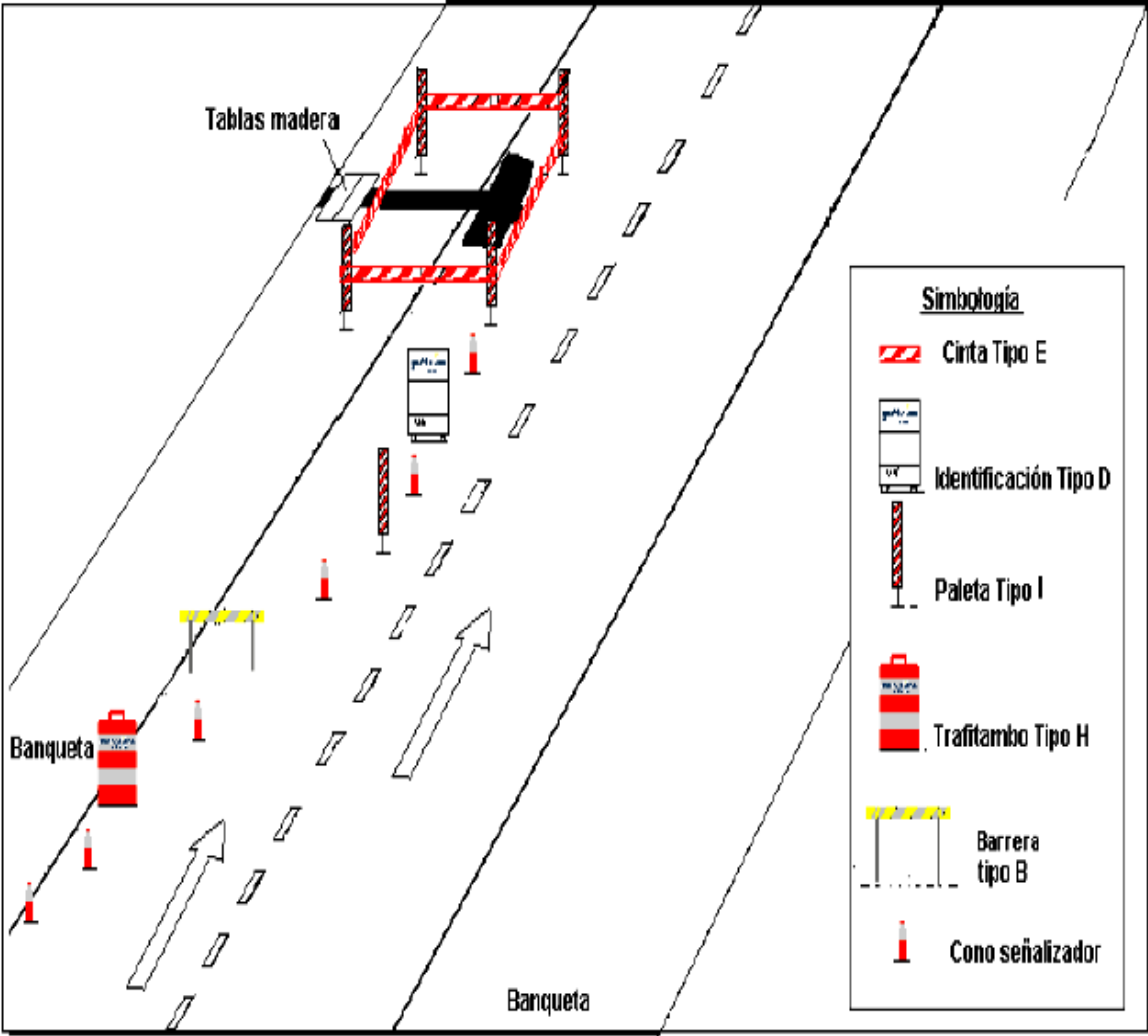 Tablas madera
Banqueta
Banqueta
Simbología
Cinta Tipo E
Identificación Tipo D
Paleta Tipo I
Trafitambo Tipo H
Barrera
tipo B
Cono señalizador